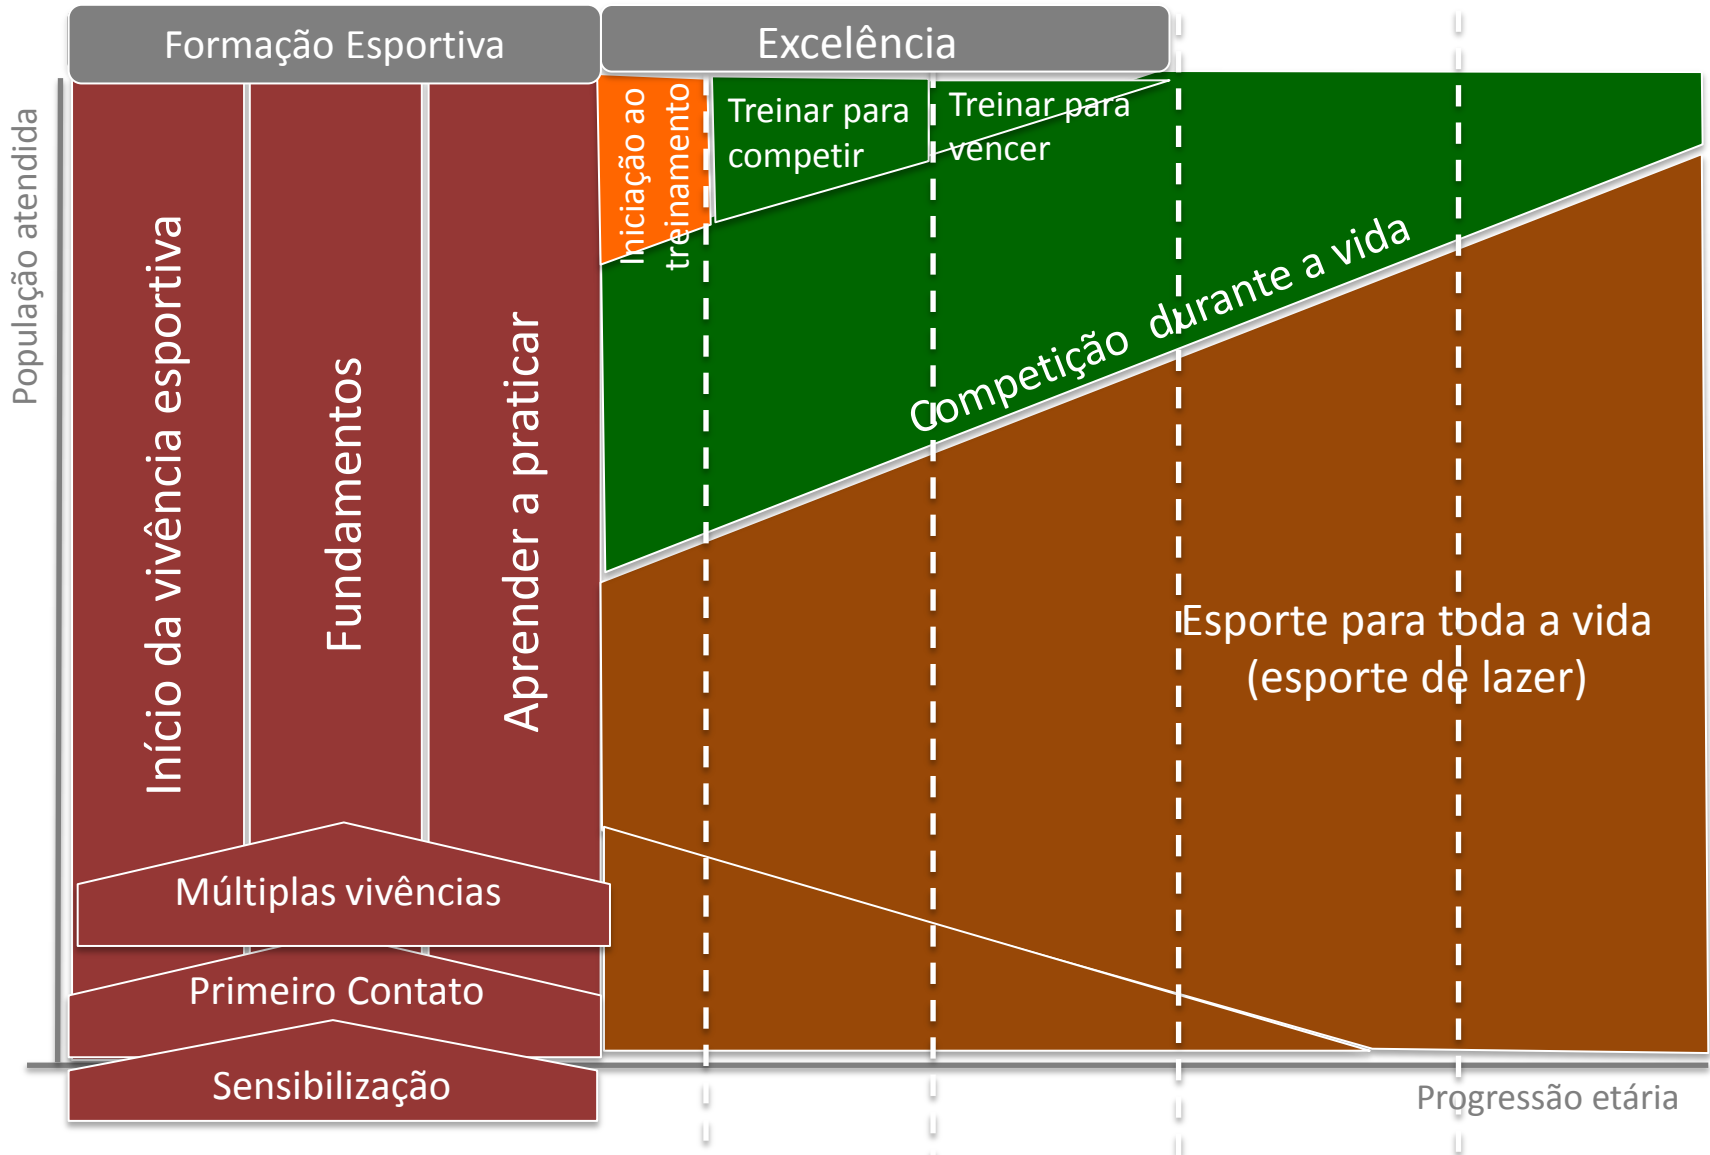 Formação Esportiva
Excelência
População atendida
Início da vivência esportiva
Fundamentos
Aprender a praticar
Iniciação ao
treinamento
Treinar para
competir
Treinar para
vencer
Competição durante a vida
Esporte para toda a vida
(esporte de lazer)
Múltiplas vivências
Primeiro Contato
Sensibilização
Progressão etária